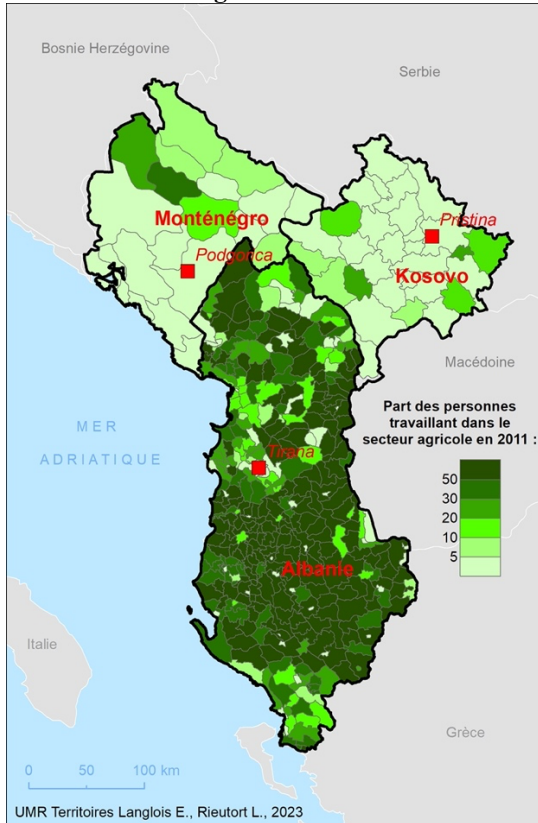 Bosnie Herzégovine
Serbie
Monténégro
Pristina
Podgorica
Kosovo
Macédoine
Part des personnes
travaillant dans le
secteur agricole en 2011 :
MER
ADRIATIQUE
Tirana
50
30
20
10
5
Albanie
Italie
Grèce
0 50 100 km
UMR Territoires Langlois E., Rieutort L., 2023